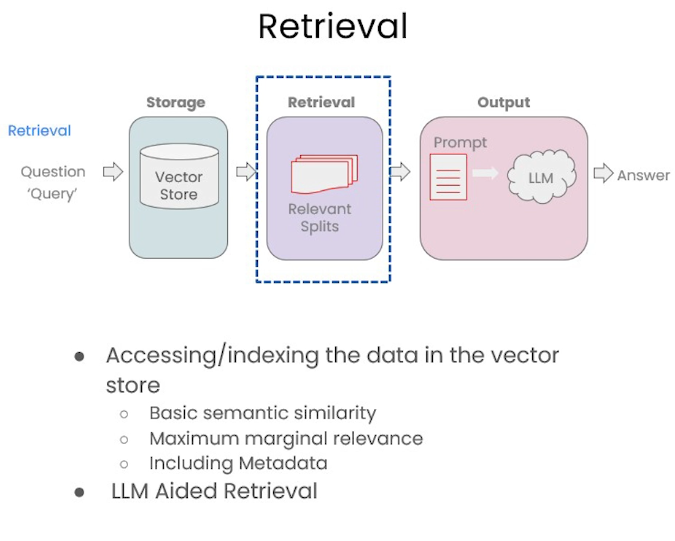 Retrieval
Storage
Retrieval
Output
Retrieval
Question
‘Query’
Vector
Store
Relevant
Splits
Prompt
LLM
Answer
● Accessing/indexing the data in the vector
store
○ Basic semantic similarity
○ Maximum marginal relevance
○ Including Metadata
● LLM Aided Retrieval